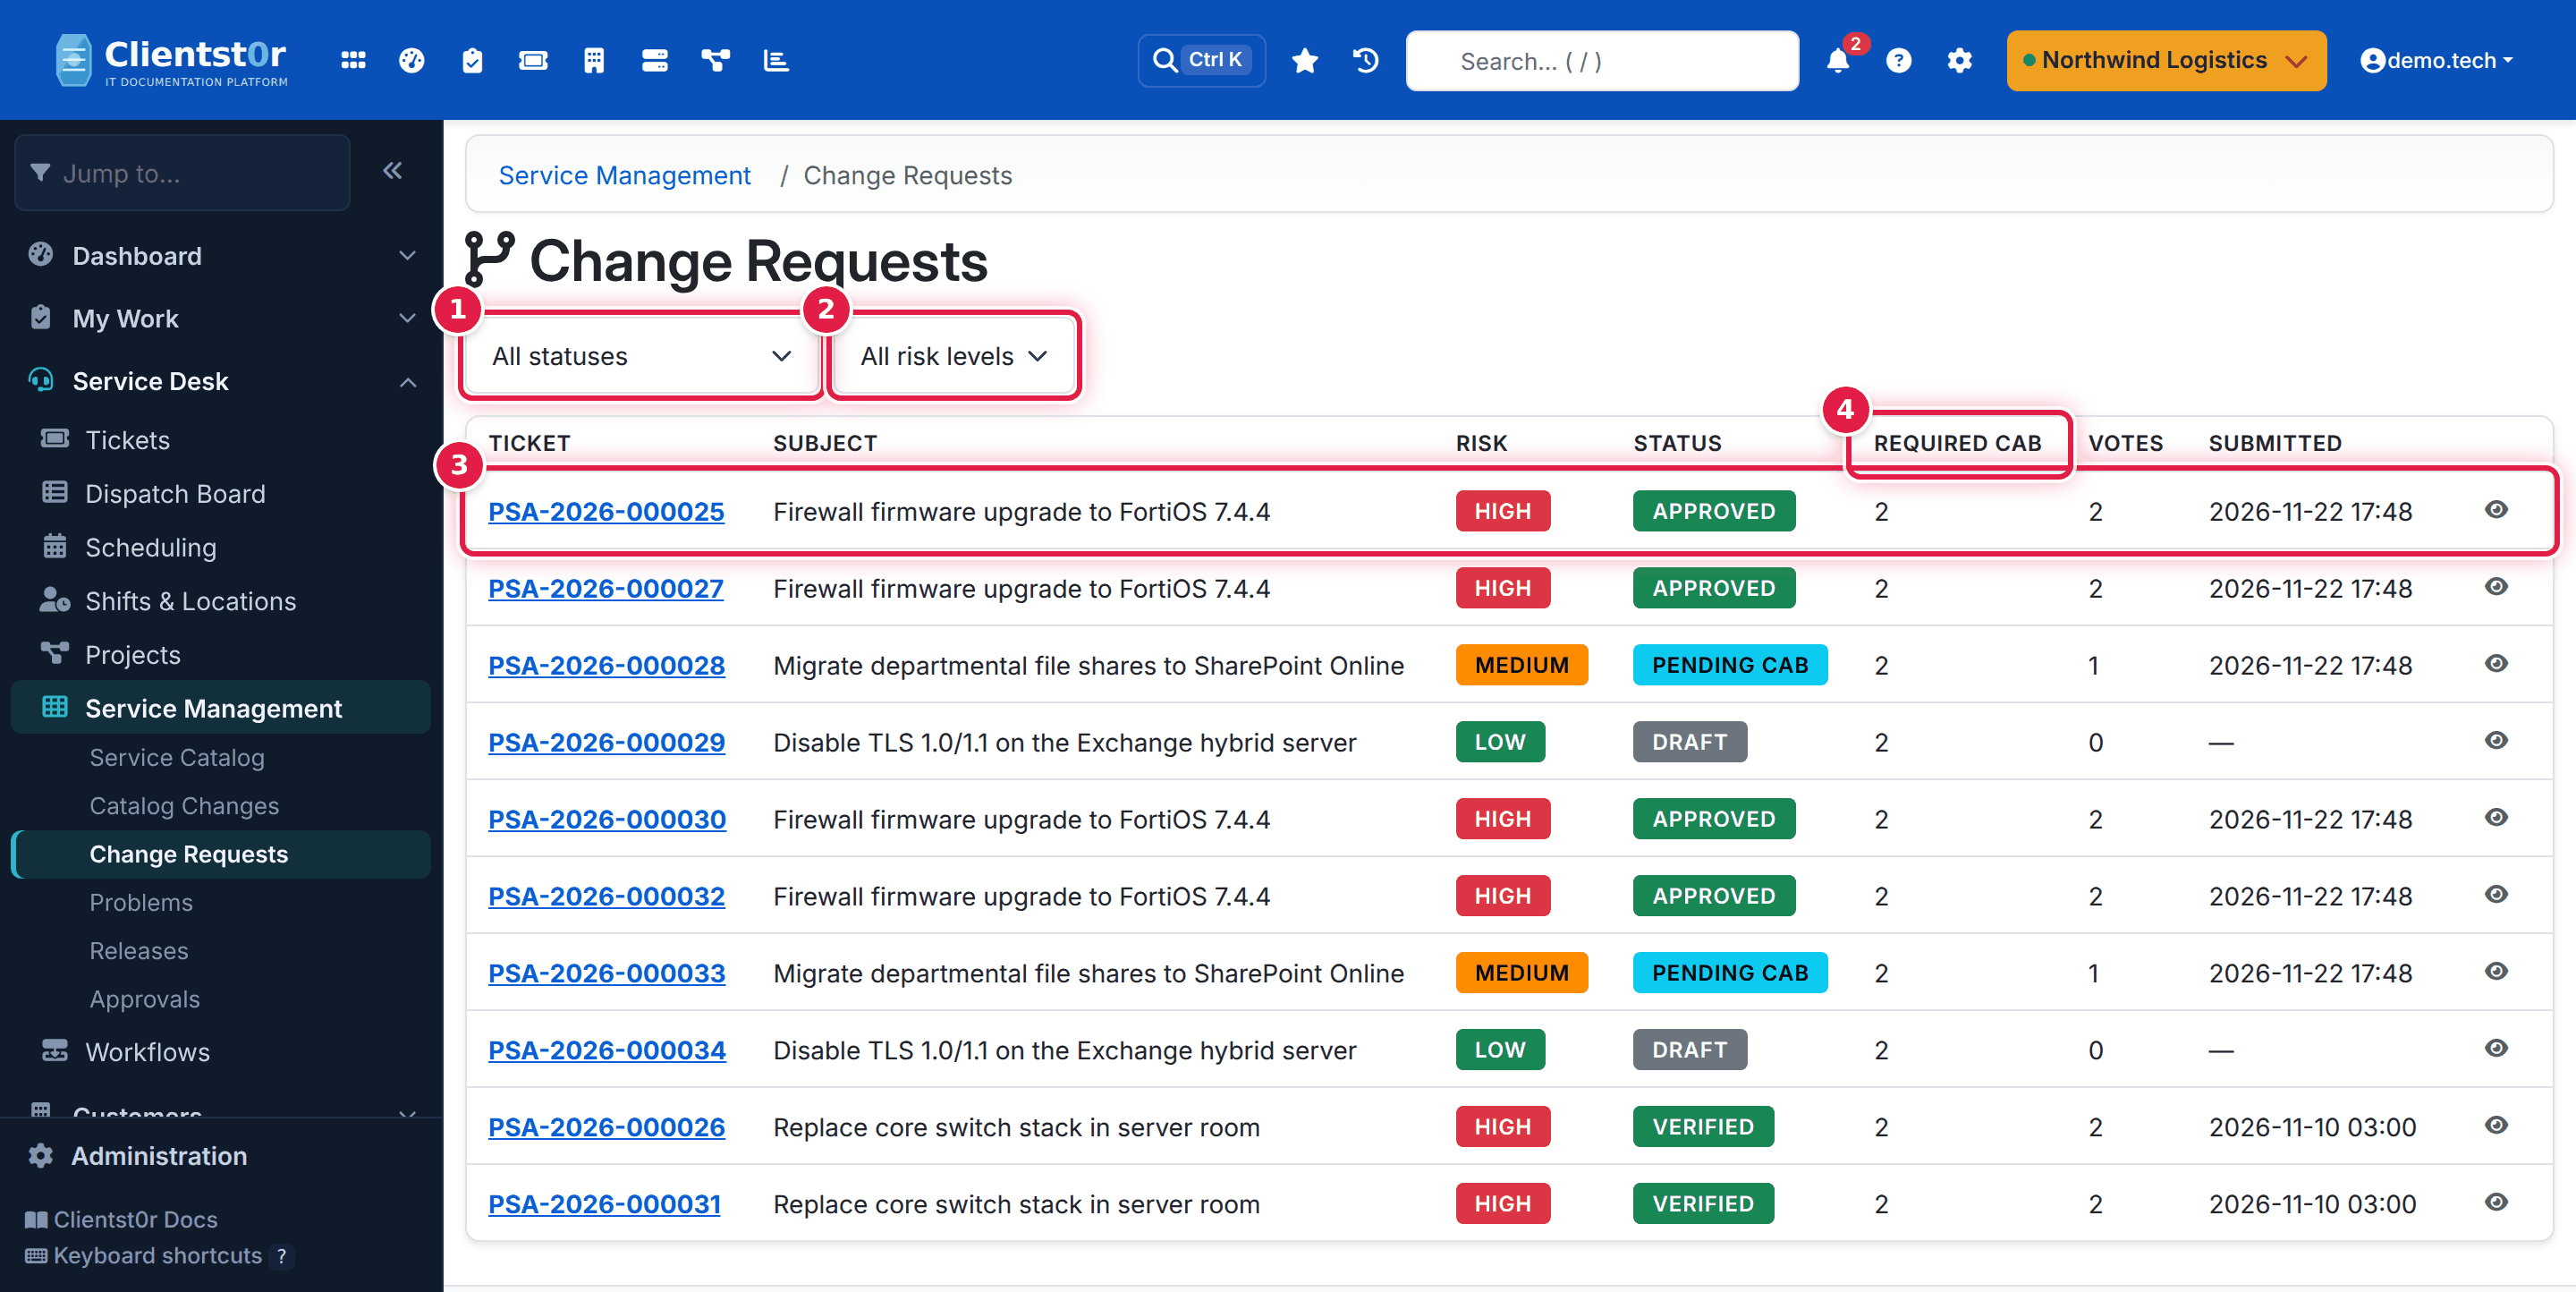 Clientst0r
IT DOCUMENTATION PLATFORM
Ctrl K
Search... ( / )
2
?
Northwind Logistics
demo.tech
Jump to...
Dashboard
My Work
Service Desk
Tickets
Dispatch Board
Scheduling
Shifts & Locations
Projects
Service Management
Service Catalog
Catalog Changes
Change Requests
Problems
Releases
Approvals
Workflows
Customers
Administration
Clientst0r Docs
Keyboard shortcuts ?
Service Management / Change Requests
Change Requests
1
2
All statuses
All risk levels
4
TICKET SUBJECT RISK STATUS REQUIRED CAB VOTES SUBMITTED
3
PSA-2026-000025 Firewall firmware upgrade to FortiOS 7.4.4 HIGH APPROVED 2 2 2026-11-22 17:48
PSA-2026-000027 Firewall firmware upgrade to FortiOS 7.4.4 HIGH APPROVED 2 2 2026-11-22 17:48
PSA-2026-000028 Migrate departmental file shares to SharePoint Online MEDIUM PENDING CAB 2 1 2026-11-22 17:48
PSA-2026-000029 Disable TLS 1.0/1.1 on the Exchange hybrid server LOW DRAFT 2 0 —
PSA-2026-000030 Firewall firmware upgrade to FortiOS 7.4.4 HIGH APPROVED 2 2 2026-11-22 17:48
PSA-2026-000032 Firewall firmware upgrade to FortiOS 7.4.4 HIGH APPROVED 2 2 2026-11-22 17:48
PSA-2026-000033 Migrate departmental file shares to SharePoint Online MEDIUM PENDING CAB 2 1 2026-11-22 17:48
PSA-2026-000034 Disable TLS 1.0/1.1 on the Exchange hybrid server LOW DRAFT 2 0 —
PSA-2026-000026 Replace core switch stack in server room HIGH VERIFIED 2 2 2026-11-10 03:00
PSA-2026-000031 Replace core switch stack in server room HIGH VERIFIED 2 2 2026-11-10 03:00